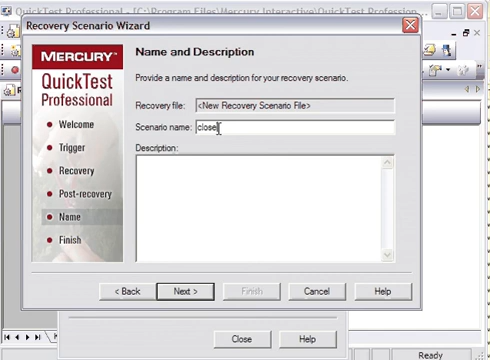 QuickTest Professional - [C:\Program Files\Mercury Interactive\QuickTest Profession...
Recovery Scenario Wizard
MERCURY
QuickTest
Professional
Welcome
Trigger
Recovery
Post-recovery
Name
Finish
Name and Description
Provide a name and description for your recovery scenario.
Recovery file:
<New Recovery Scenario File>
Scenario name:
close
Description:
< Back
Next >
Finish
Cancel
Help
Close
Help
Ready